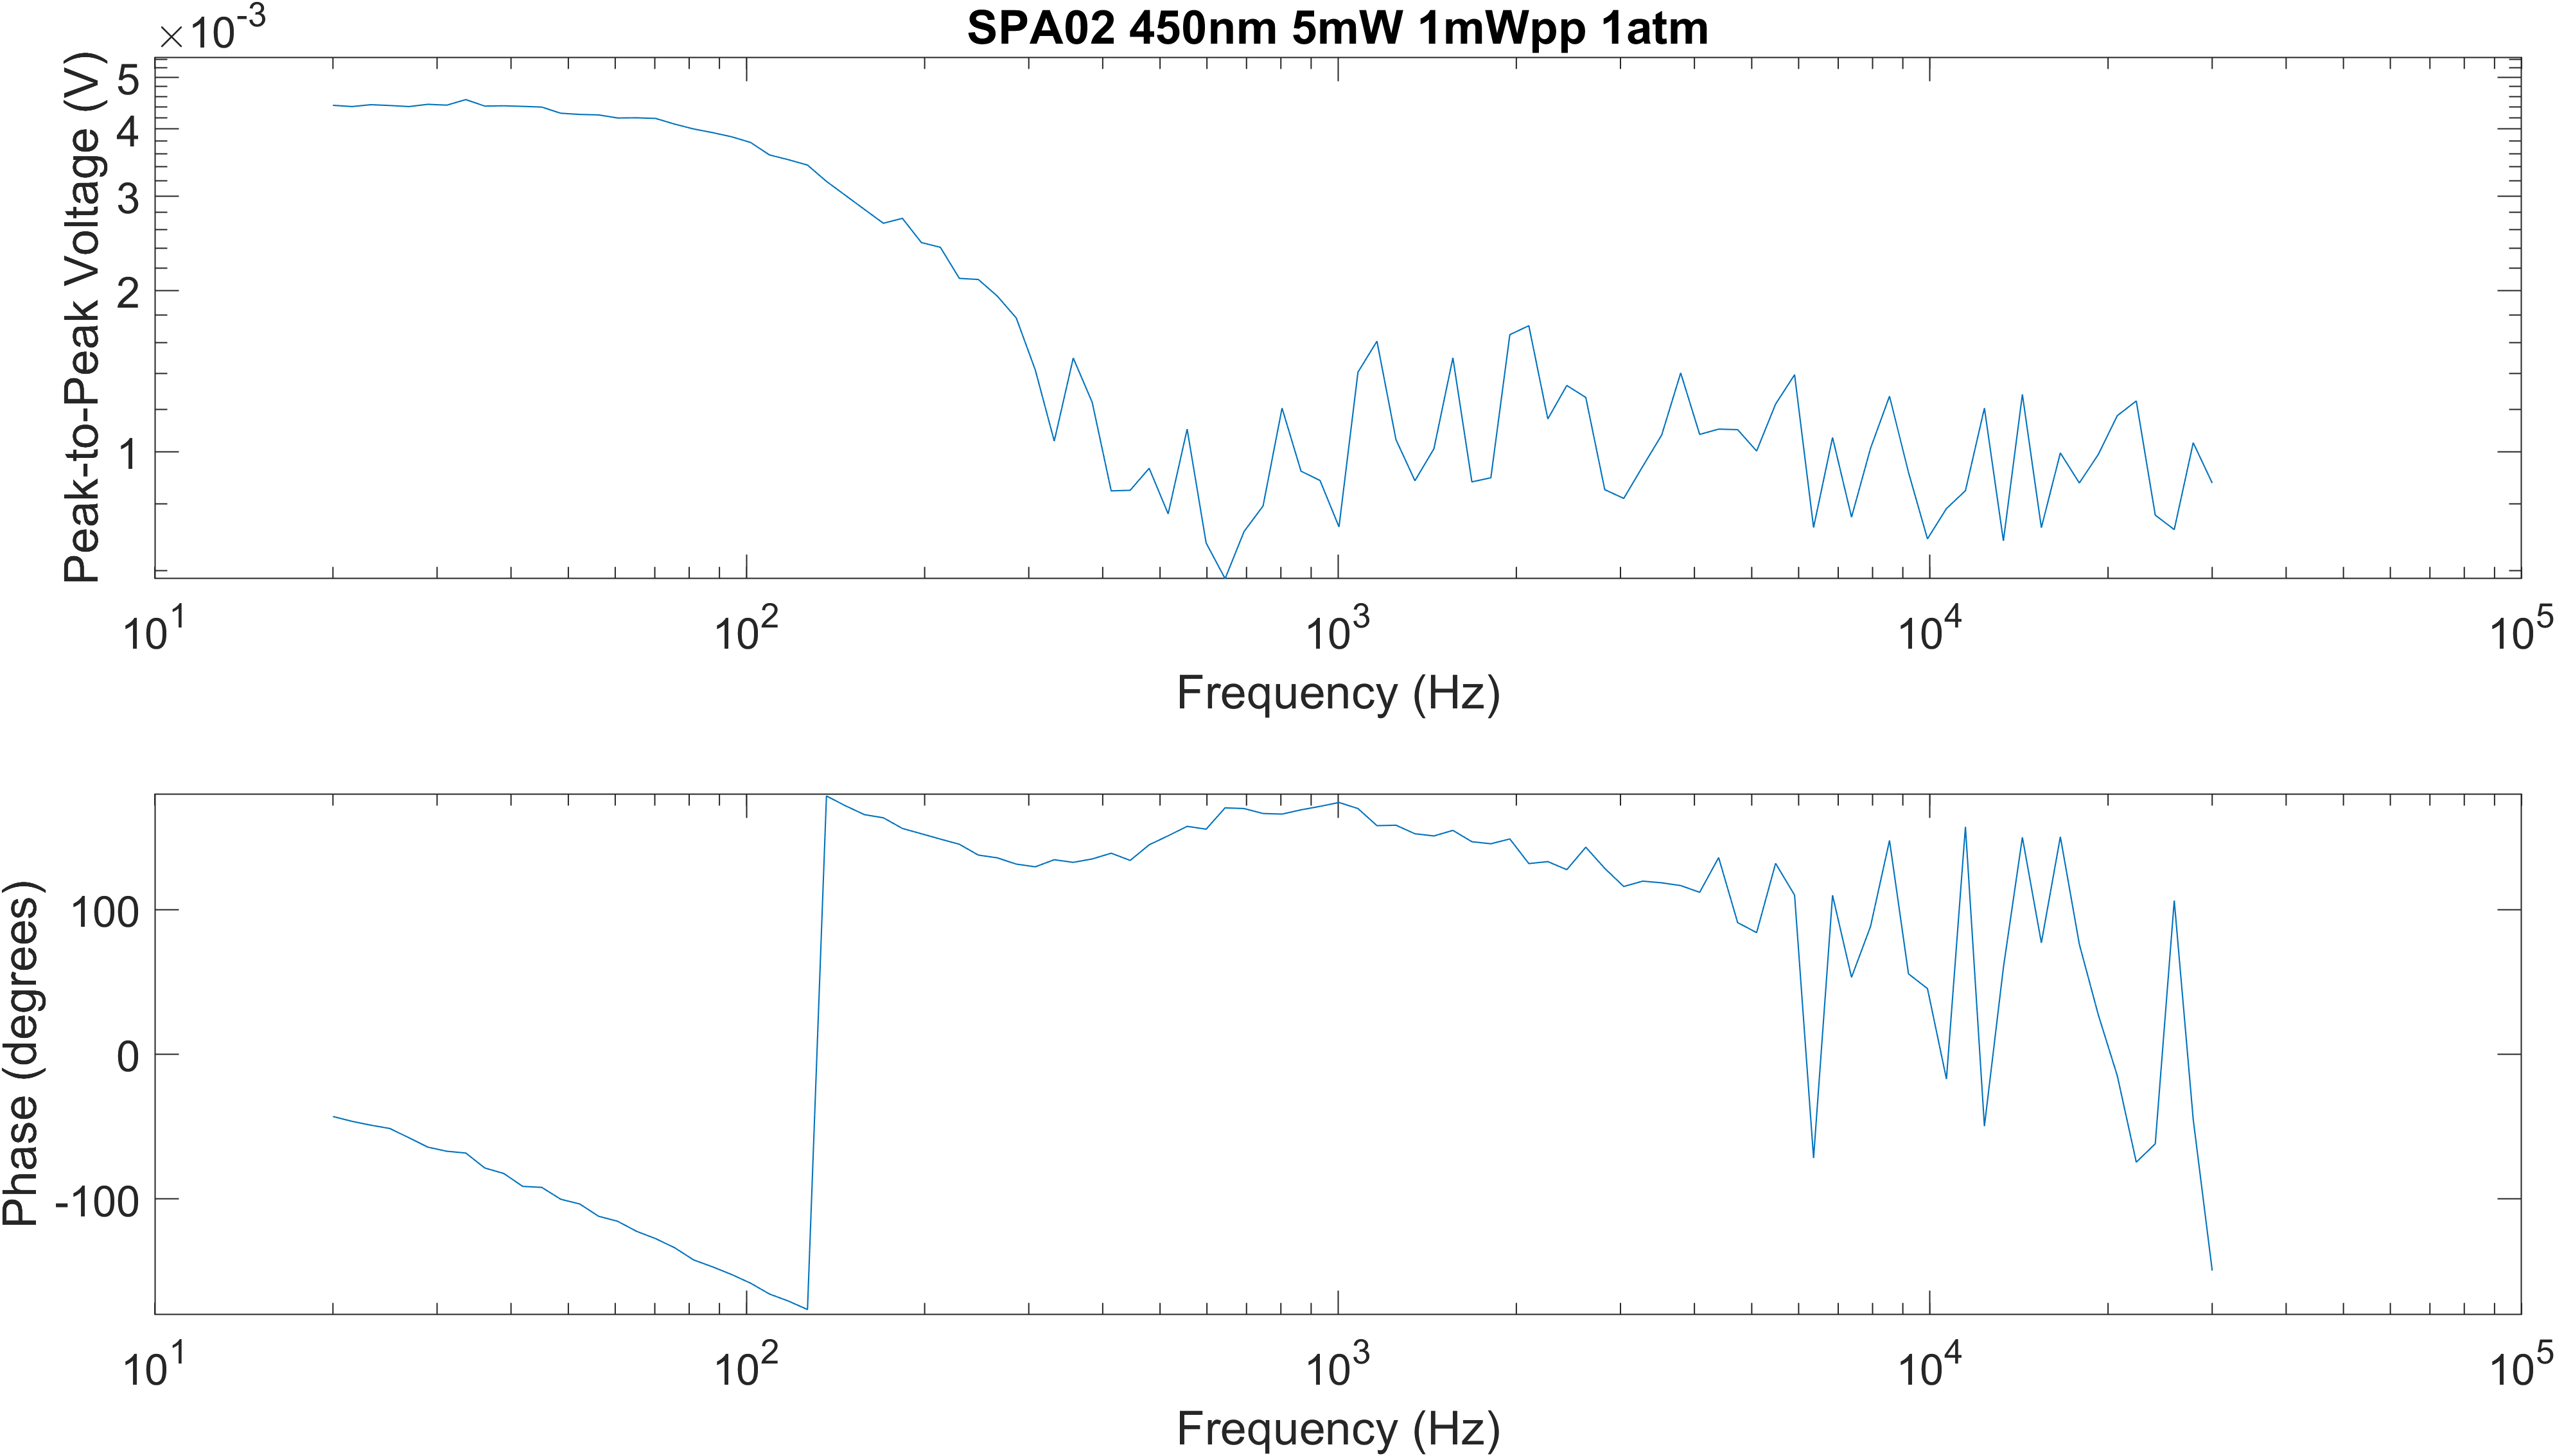 SPA02 450nm 5mW 1mWpp 1atm
×10-3
5
4
3
2
1
Peak-to-Peak Voltage (V)
101 102 103 104 105
Frequency (Hz)
100
0
-100
Phase (degrees)
101 102 103 104 105
Frequency (Hz)